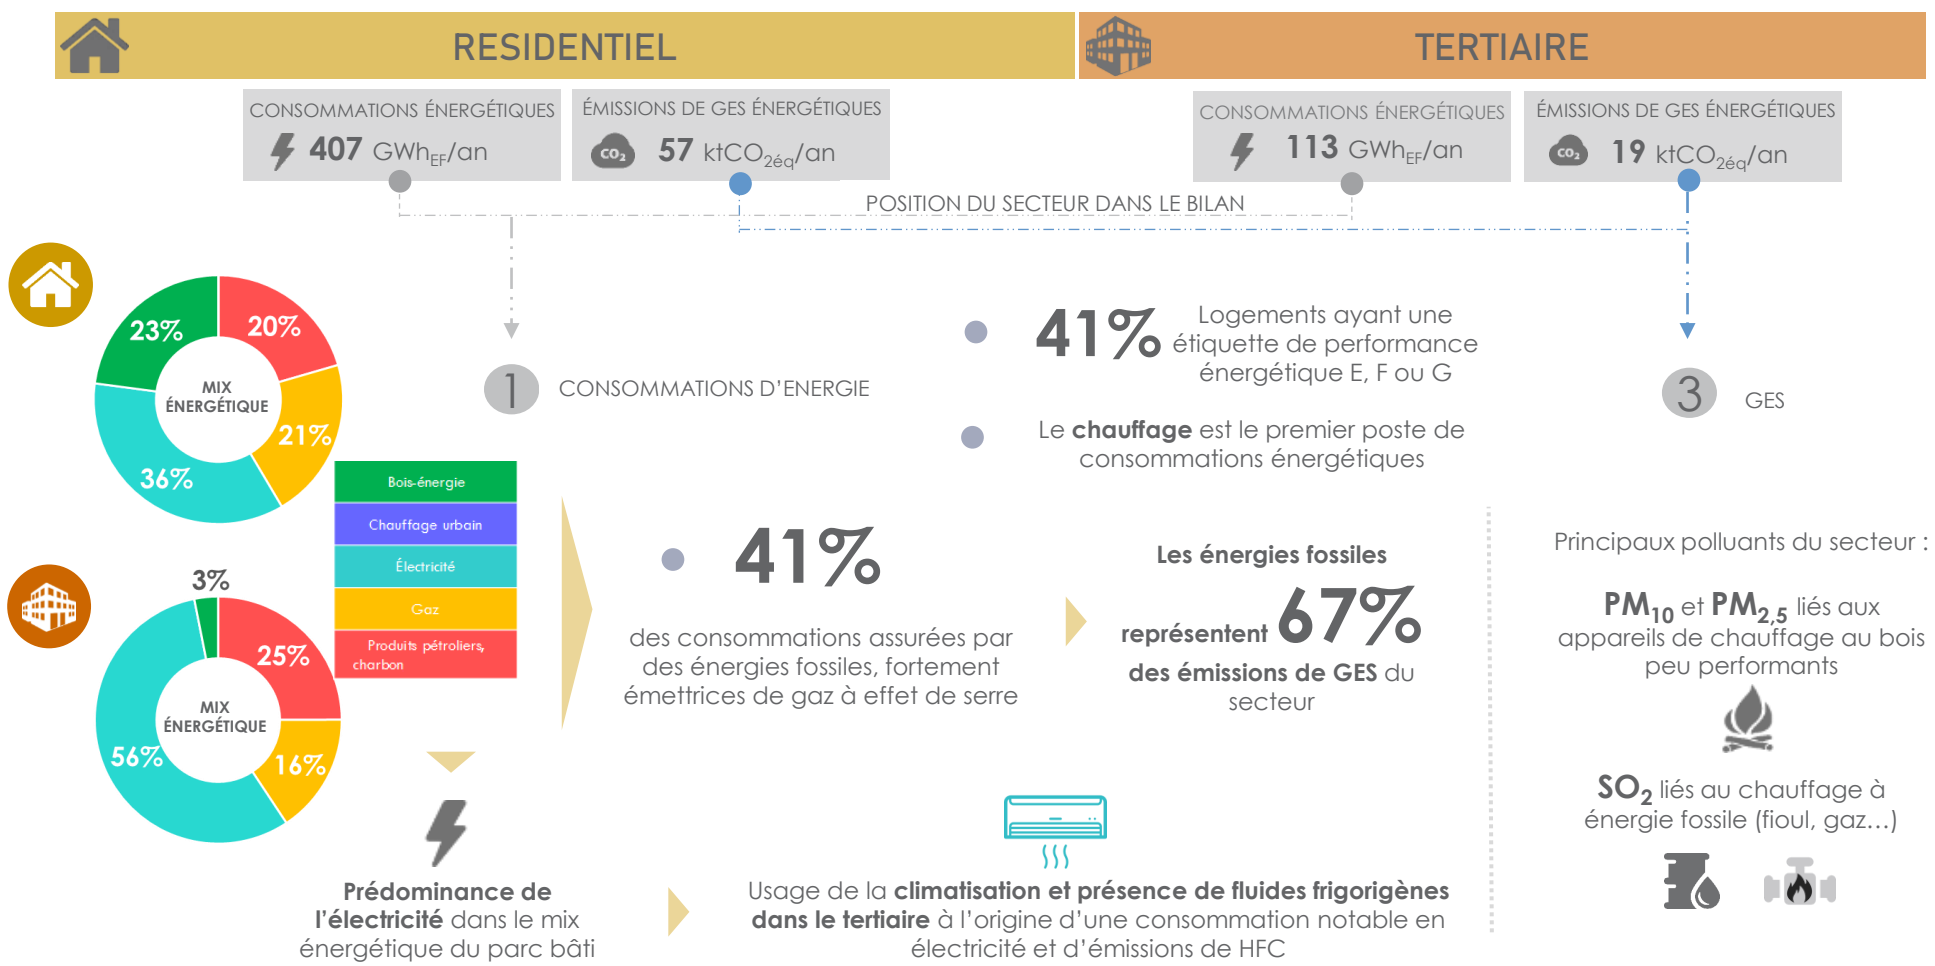 RESIDENTIEL
TERTIAIRE
CONSOMMATIONS ÉNERGÉTIQUES
407 GWhEF/an
ÉMISSIONS DE GES ÉNERGÉTIQUES
CO2
57 ktCO2éq/an
CONSOMMATIONS ÉNERGÉTIQUES
113 GWhEF/an
ÉMISSIONS DE GES ÉNERGÉTIQUES
CO2
19 ktCO2éq/an
POSITION DU SECTEUR DANS LE BILAN
23%
20%
MIX
ÉNERGÉTIQUE
21%
36%
1
CONSOMMATIONS D'ENERGIE
41%
Logements ayant une
étiquette de performance
énergétique E, F ou G
3
GES
Le chauffage est le premier poste de
consommations énergétiques
Bois-énergie
Chauffage urbain
Électricité
Gaz
Produits pétroliers,
charbon
3%
25%
MIX
ÉNERGÉTIQUE
56%
16%
41%
des consommations assurées par
des énergies fossiles, fortement
émettrices de gaz à effet de serre
Les énergies fossiles
représentent 67%
des émissions de GES du
secteur
Principaux polluants du secteur :
PM10 et PM2,5 liés aux
appareils de chauffage au bois
peu performants
SO2 liés au chauffage à
énergie fossile (fioul, gaz…)
Prédominance de
l'électricité dans le mix
énergétique du parc bâti
Usage de la climatisation et présence de fluides frigorigènes
dans le tertiaire à l'origine d'une consommation notable en
électricité et d'émissions de HFC